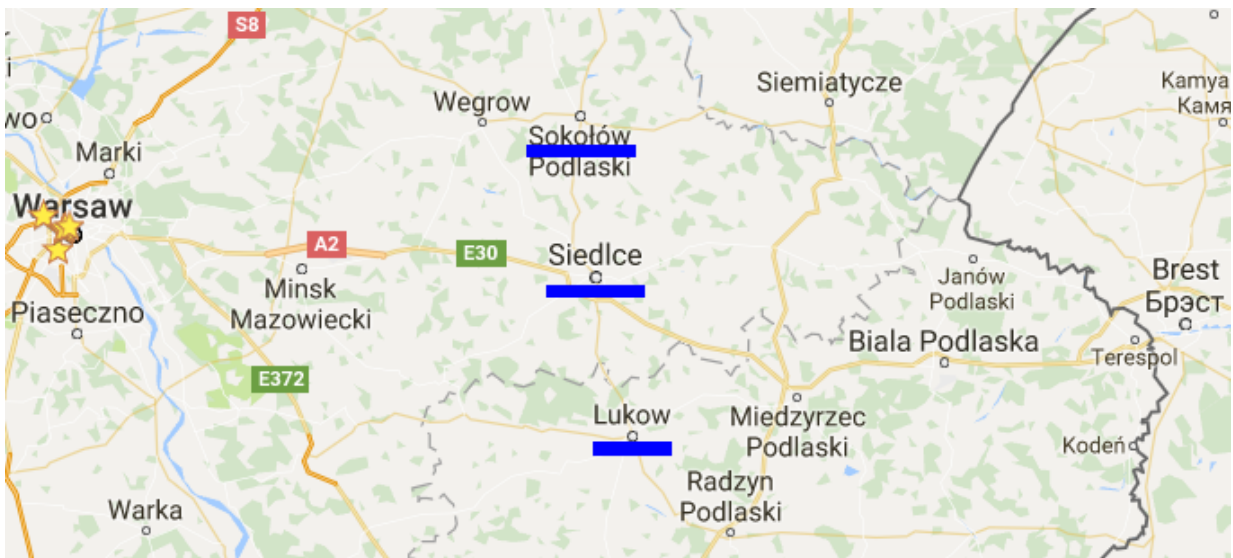 S8
Siemiatycze
Kamya
Камя
Wegrow
wo
Sokołów
Podlaski
Marki
Warsaw
A2
E30
Siedlce
Janów
Podlaski
Brest
Брэст
Minsk
Mazowiecki
Piaseczno
Biala Podlaska
Terespol
E372
Lukow
Miedzyrzec
Podlaski
Kodeń
Radzyn
Podlaski
Warka